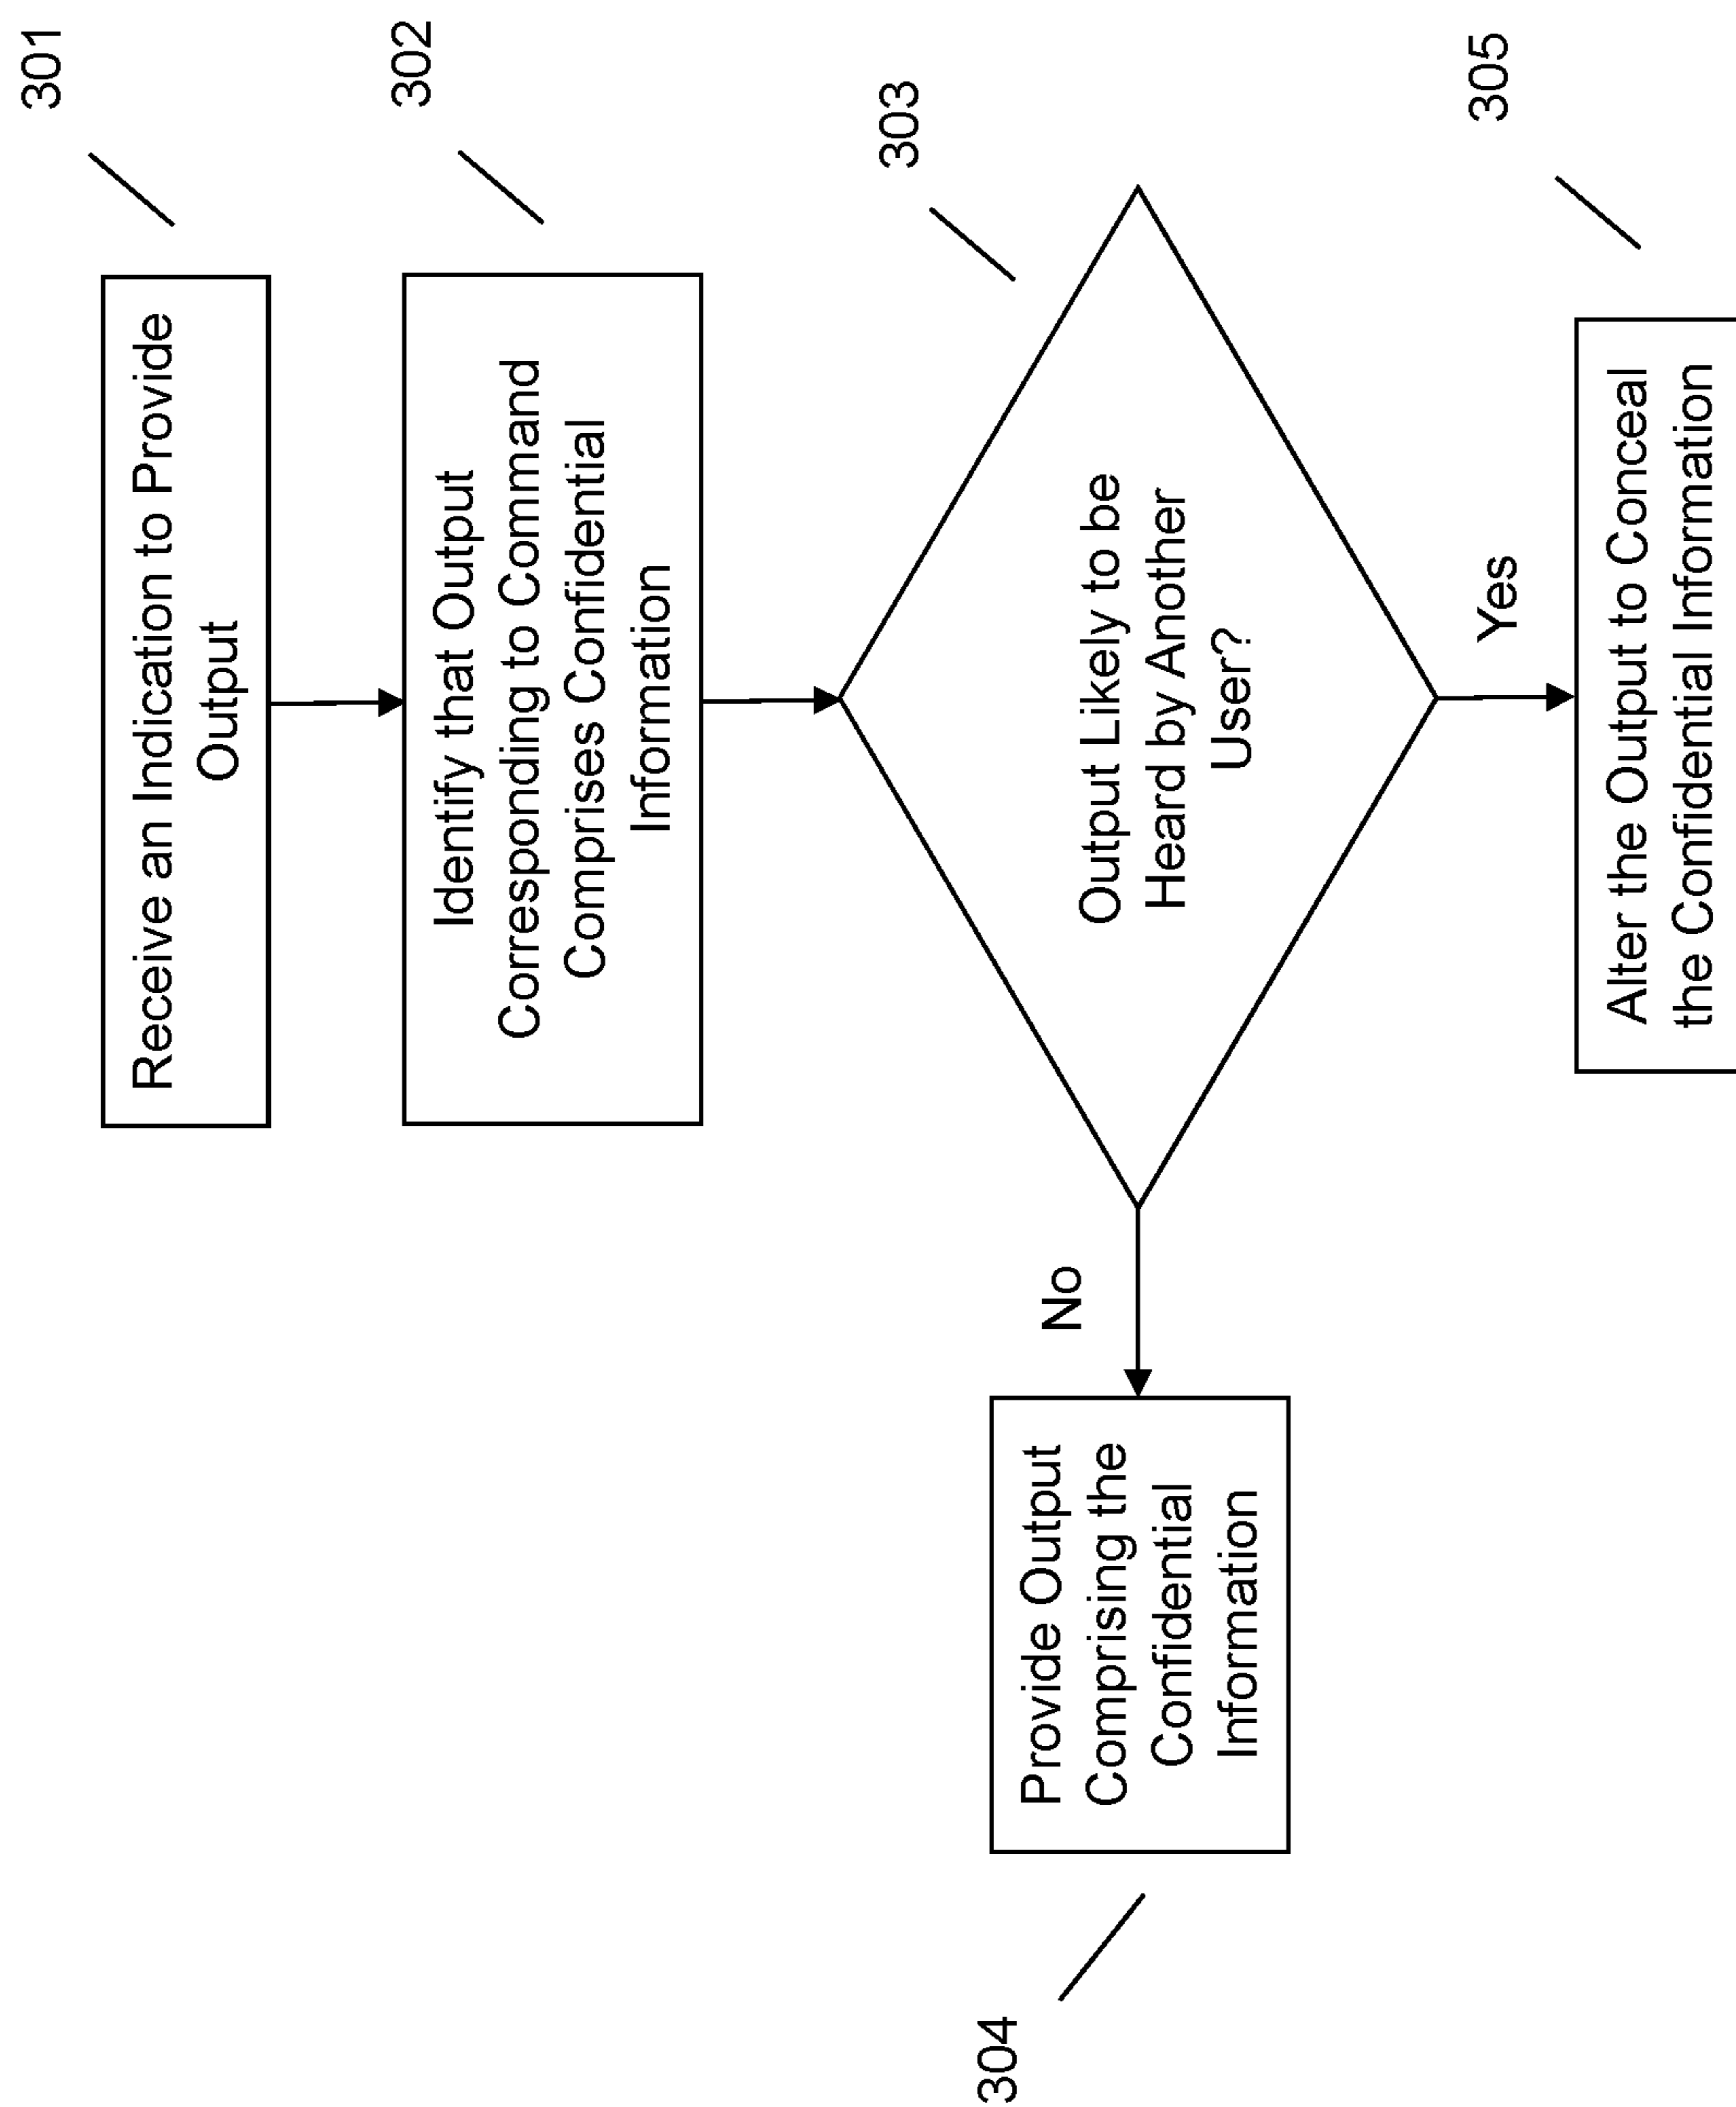 301
Receive an Indication to Provide
Output
302
Identify that Output
Corresponding to Command
Comprises Confidential
Information
303
Output Likely to be
Heard by Another
User?
No
304
Provide Output
Comprising the
Confidential
Information
Yes
305
Alter the Output to Conceal
the Confidential Information